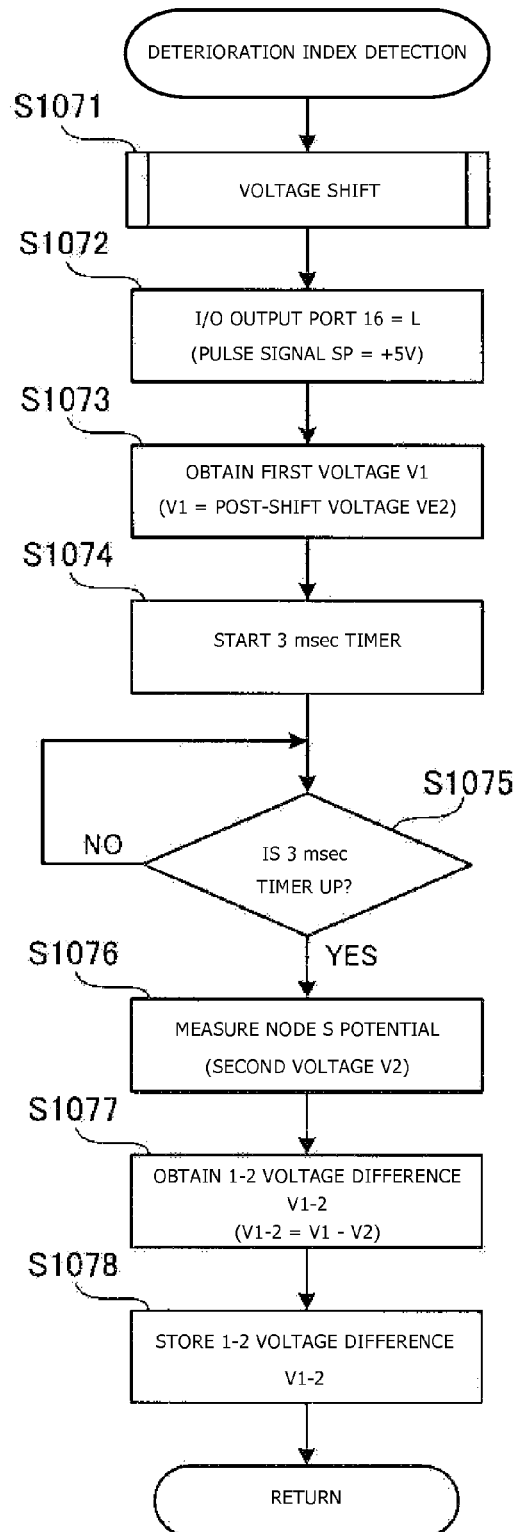 DETERIORATION INDEX DETECTION
S1071
VOLTAGE SHIFT
S1072
I/O OUTPUT PORT 16 = L
(PULSE SIGNAL SP = +5V)
S1073
OBTAIN FIRST VOLTAGE V1
(V1 = POST-SHIFT VOLTAGE VE2)
S1074
START 3 msec TIMER
S1075
IS 3 msec
TIMER UP?
NO
YES
S1076
MEASURE NODE S POTENTIAL
(SECOND VOLTAGE V2)
S1077
OBTAIN 1-2 VOLTAGE DIFFERENCE
V1-2
(V1-2 = V1 - V2)
S1078
STORE 1-2 VOLTAGE DIFFERENCE
V1-2
RETURN